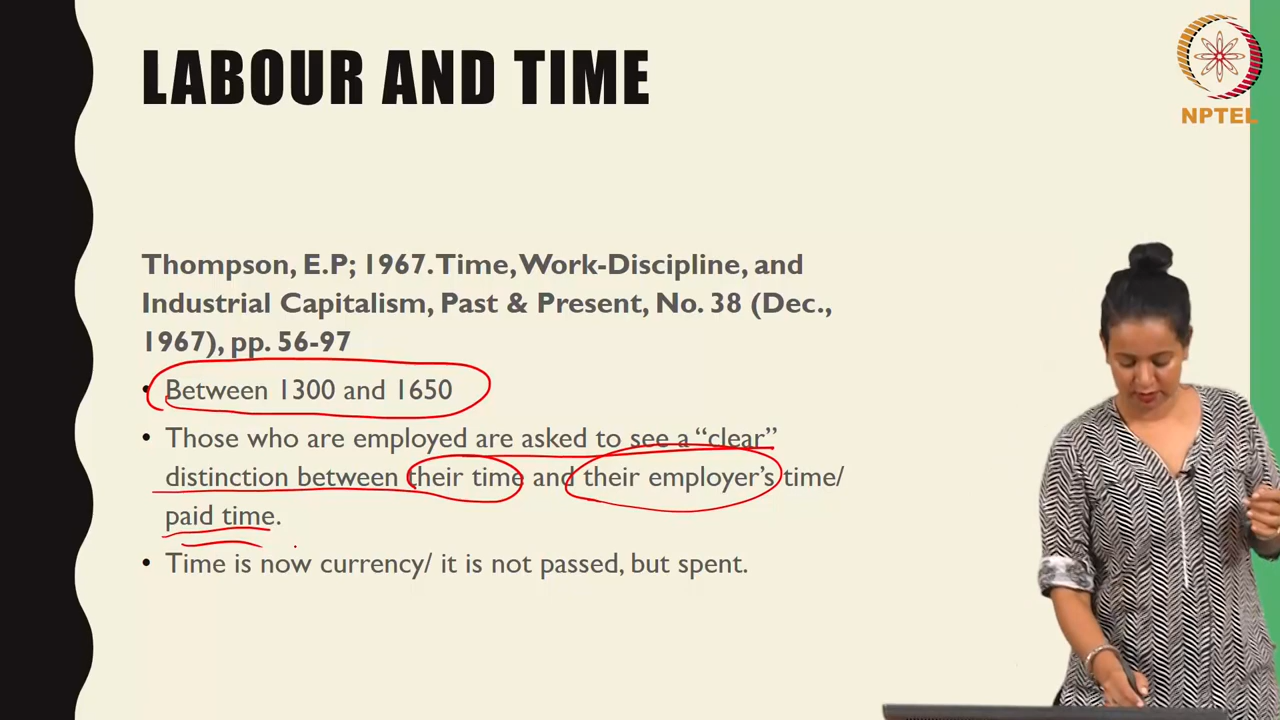 LABOUR AND TIME
NPTEL
Thompson, E.P; 1967. Time, Work-Discipline, and
Industrial Capitalism, Past & Present, No. 38 (Dec.,
1967), pp. 56-97
• Between 1300 and 1650
• Those who are employed are asked to see a “clear”
distinction between their time and their employer’s time/
paid time.
• Time is now currency/ it is not passed, but spent.